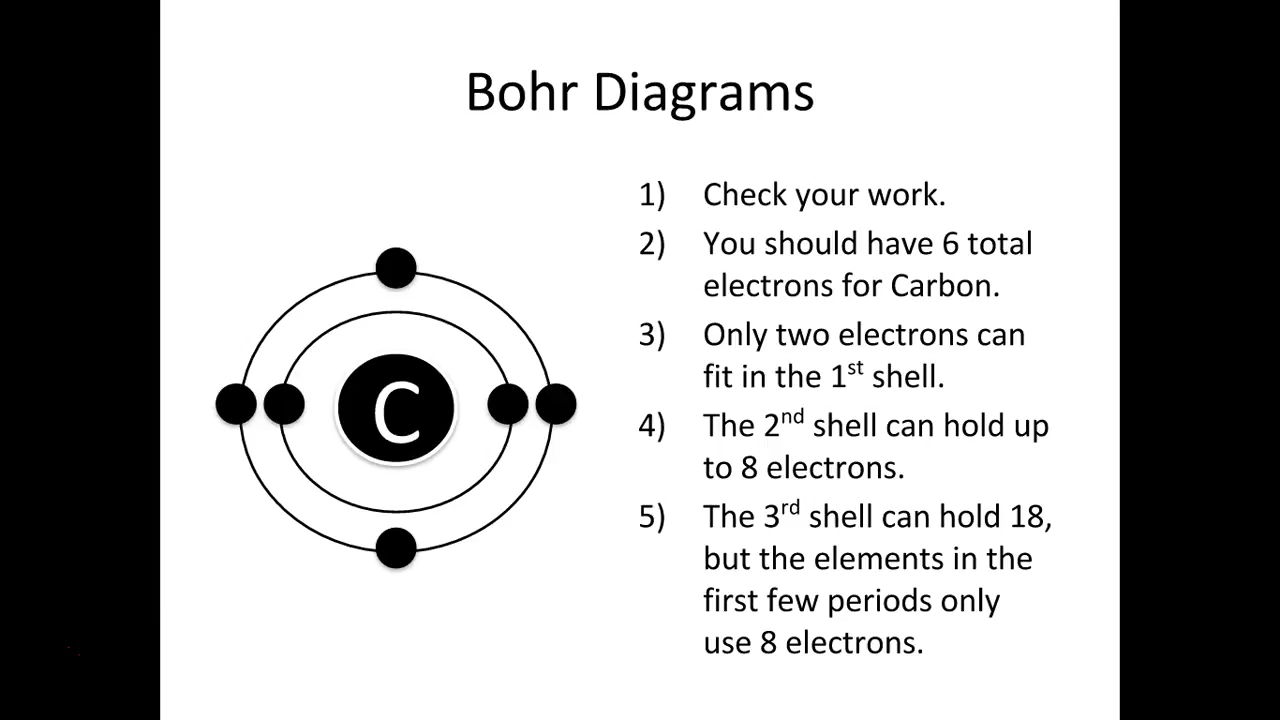 Bohr Diagrams
1) Check your work.
2) You should have 6 total
electrons for Carbon.
3) Only two electrons can
fit in the 1st shell.
4) The 2nd shell can hold up
to 8 electrons.
5) The 3rd shell can hold 18,
but the elements in the
first few periods only
use 8 electrons.
C